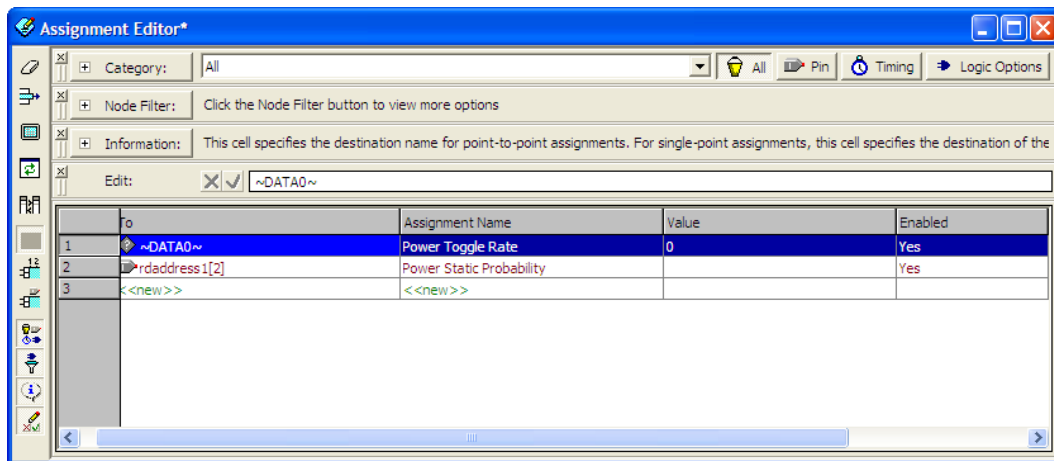 Assignment Editor*
Category: All All Pin Timing Logic Options
Node Filter: Click the Node Filter button to view more options
Information: This cell specifies the destination name for point-to-point assignments. For single-point assignments, this cell specifies the destination of the
Edit: ~DATA0~
To Assignment Name Value Enabled
1 ~DATA0~ Power Toggle Rate 0 Yes
2 rdaddress1[2] Power Static Probability Yes
3 <<new>> <<new>>